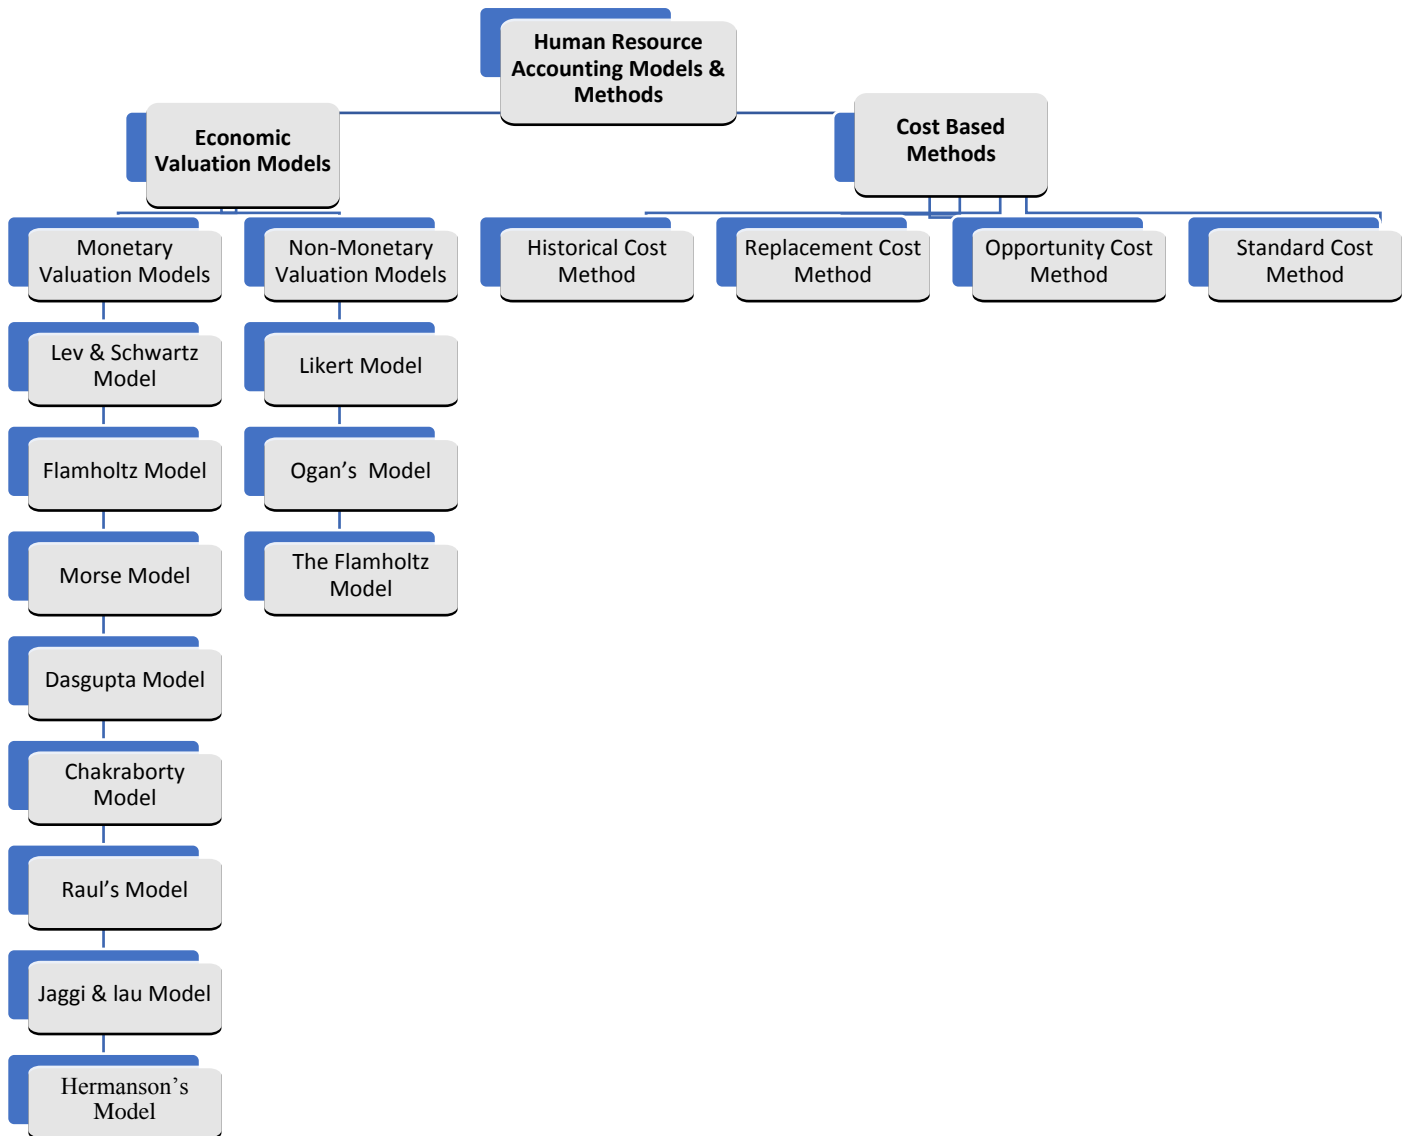 Human Resource
Accounting Models &
Methods
Economic
Valuation Models
Cost Based
Methods
Monetary
Valuation Models
Non-Monetary
Valuation Models
Historical Cost
Method
Replacement Cost
Method
Opportunity Cost
Method
Standard Cost
Method
Lev & Schwartz
Model
Likert Model
Flamholtz Model
Ogan’s  Model
Morse Model
The Flamholtz
Model
Dasgupta Model
Chakraborty
Model
Raul’s Model
Jaggi & lau Model
Hermanson’s
Model